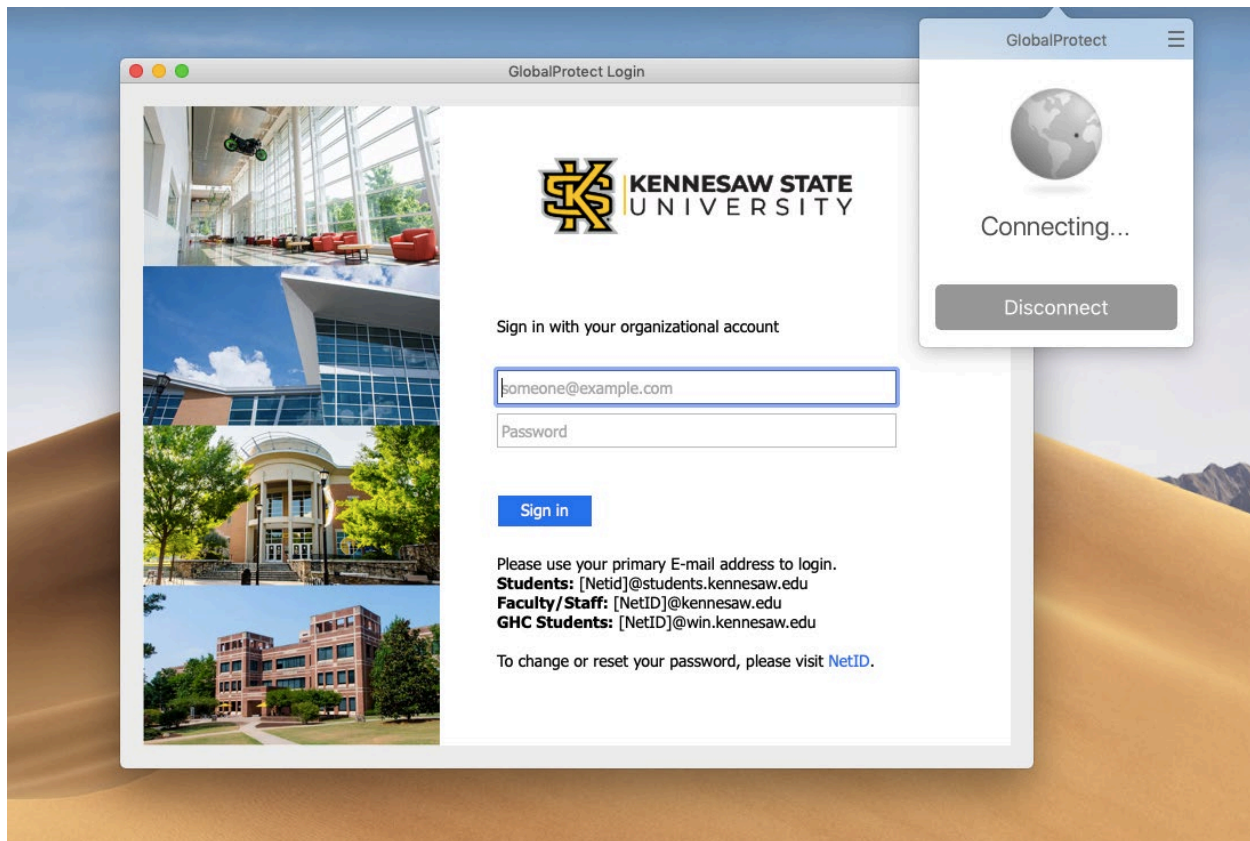 GlobalProtect
GlobalProtect Login
KENNESAW STATE
UNIVERSITY
Connecting...
Disconnect
Sign in with your organizational account
someone@example.com
Password
Sign in
Please use your primary E-mail address to login.
Students: [Netid]@students.kennesaw.edu
Faculty/Staff: [NetID]@kennesaw.edu
GHC Students: [NetID]@win.kennesaw.edu
To change or reset your password, please visit NetID.